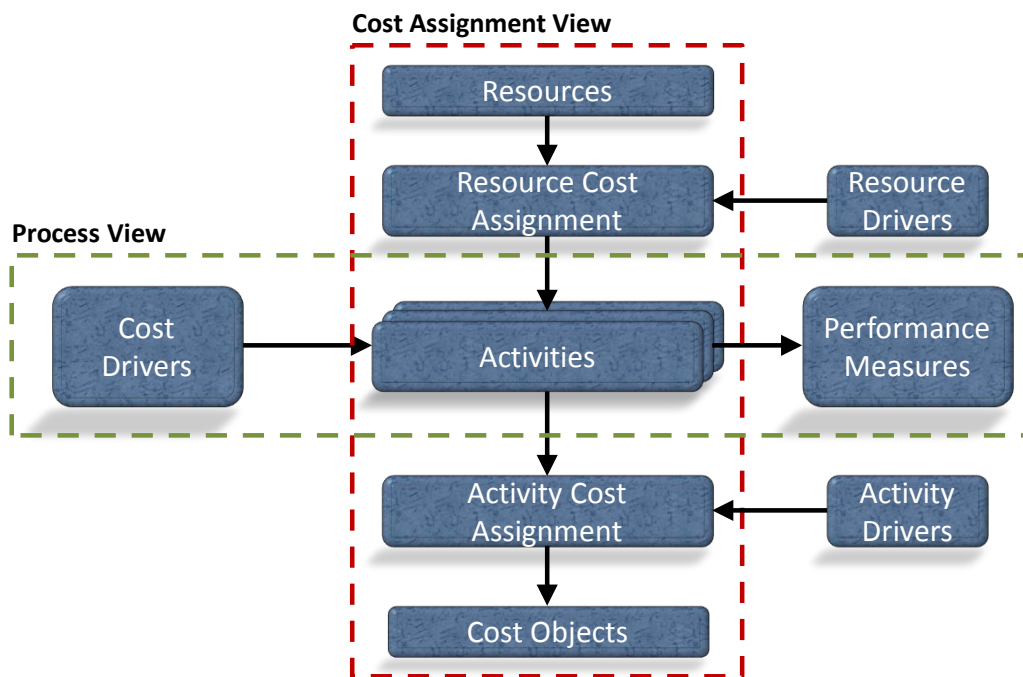 Cost Assignment View
Resources
Resource Cost
Assignment
Resource
Drivers
Process View
Cost
Drivers
Activities
Performance
Measures
Activity Cost
Assignment
Activity
Drivers
Cost Objects